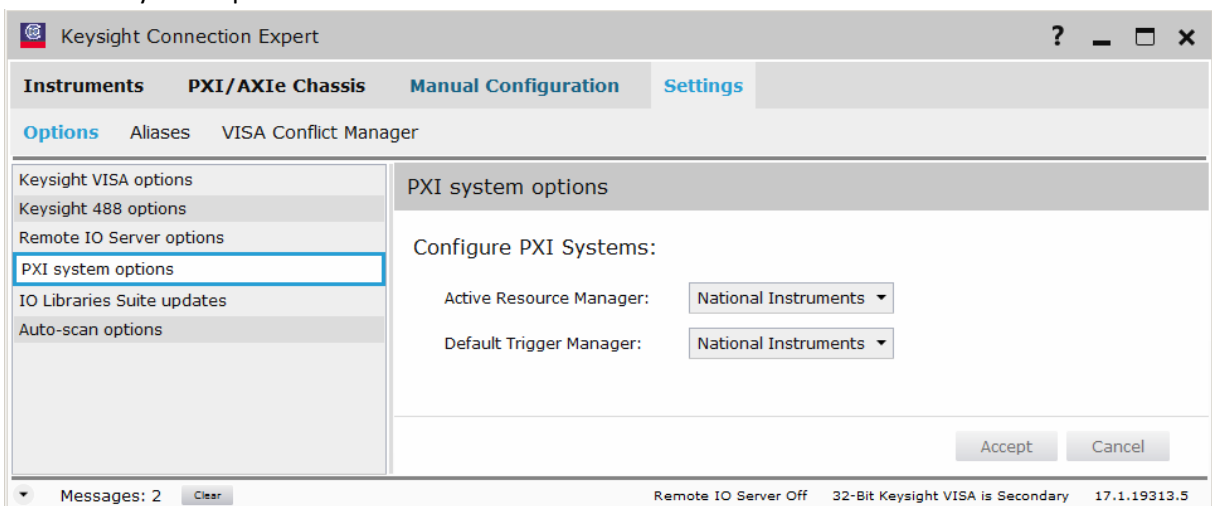 Keysight Connection Expert
?
Instruments PXI/AXIe Chassis Manual Configuration Settings
Options Aliases VISA Conflict Manager
Keysight VISA options
Keysight 488 options
Remote IO Server options
PXI system options
IO Libraries Suite updates
Auto-scan options
PXI system options
Configure PXI Systems:
Active Resource Manager: National Instruments
Default Trigger Manager: National Instruments
Accept Cancel
Messages: 2 Clear Remote IO Server Off 32-Bit Keysight VISA is Secondary 17.1.19313.5